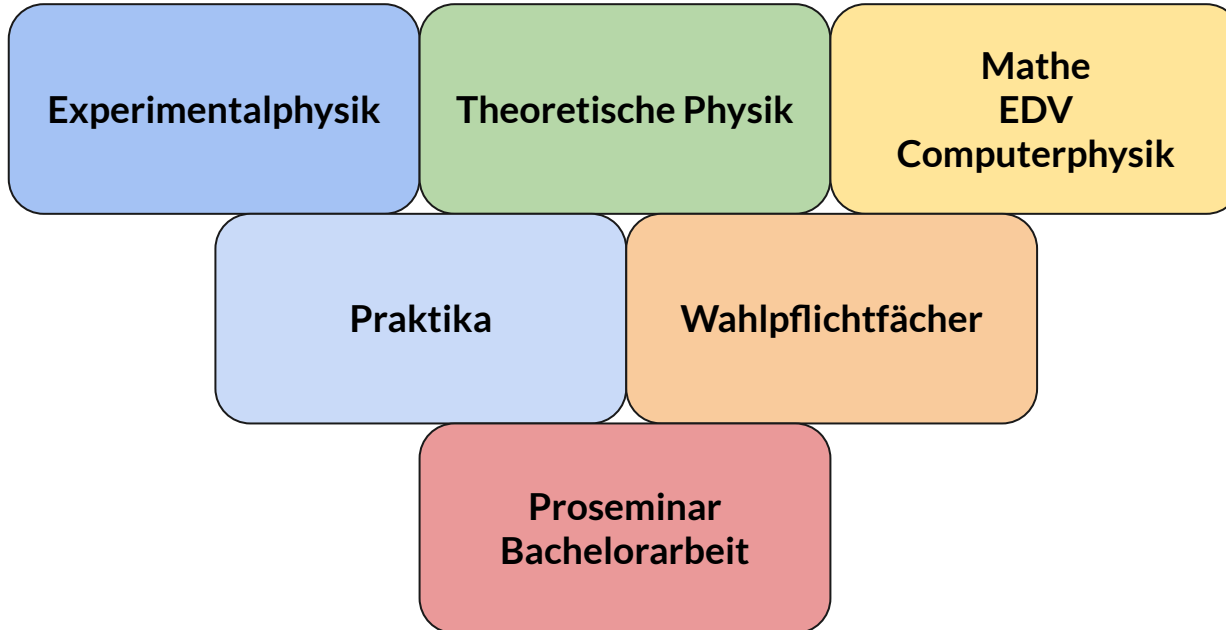 Experimentalphysik
Theoretische Physik
Mathe
EDV
Computerphysik
Praktika
Wahlpflichtfächer
Proseminar
Bachelorarbeit